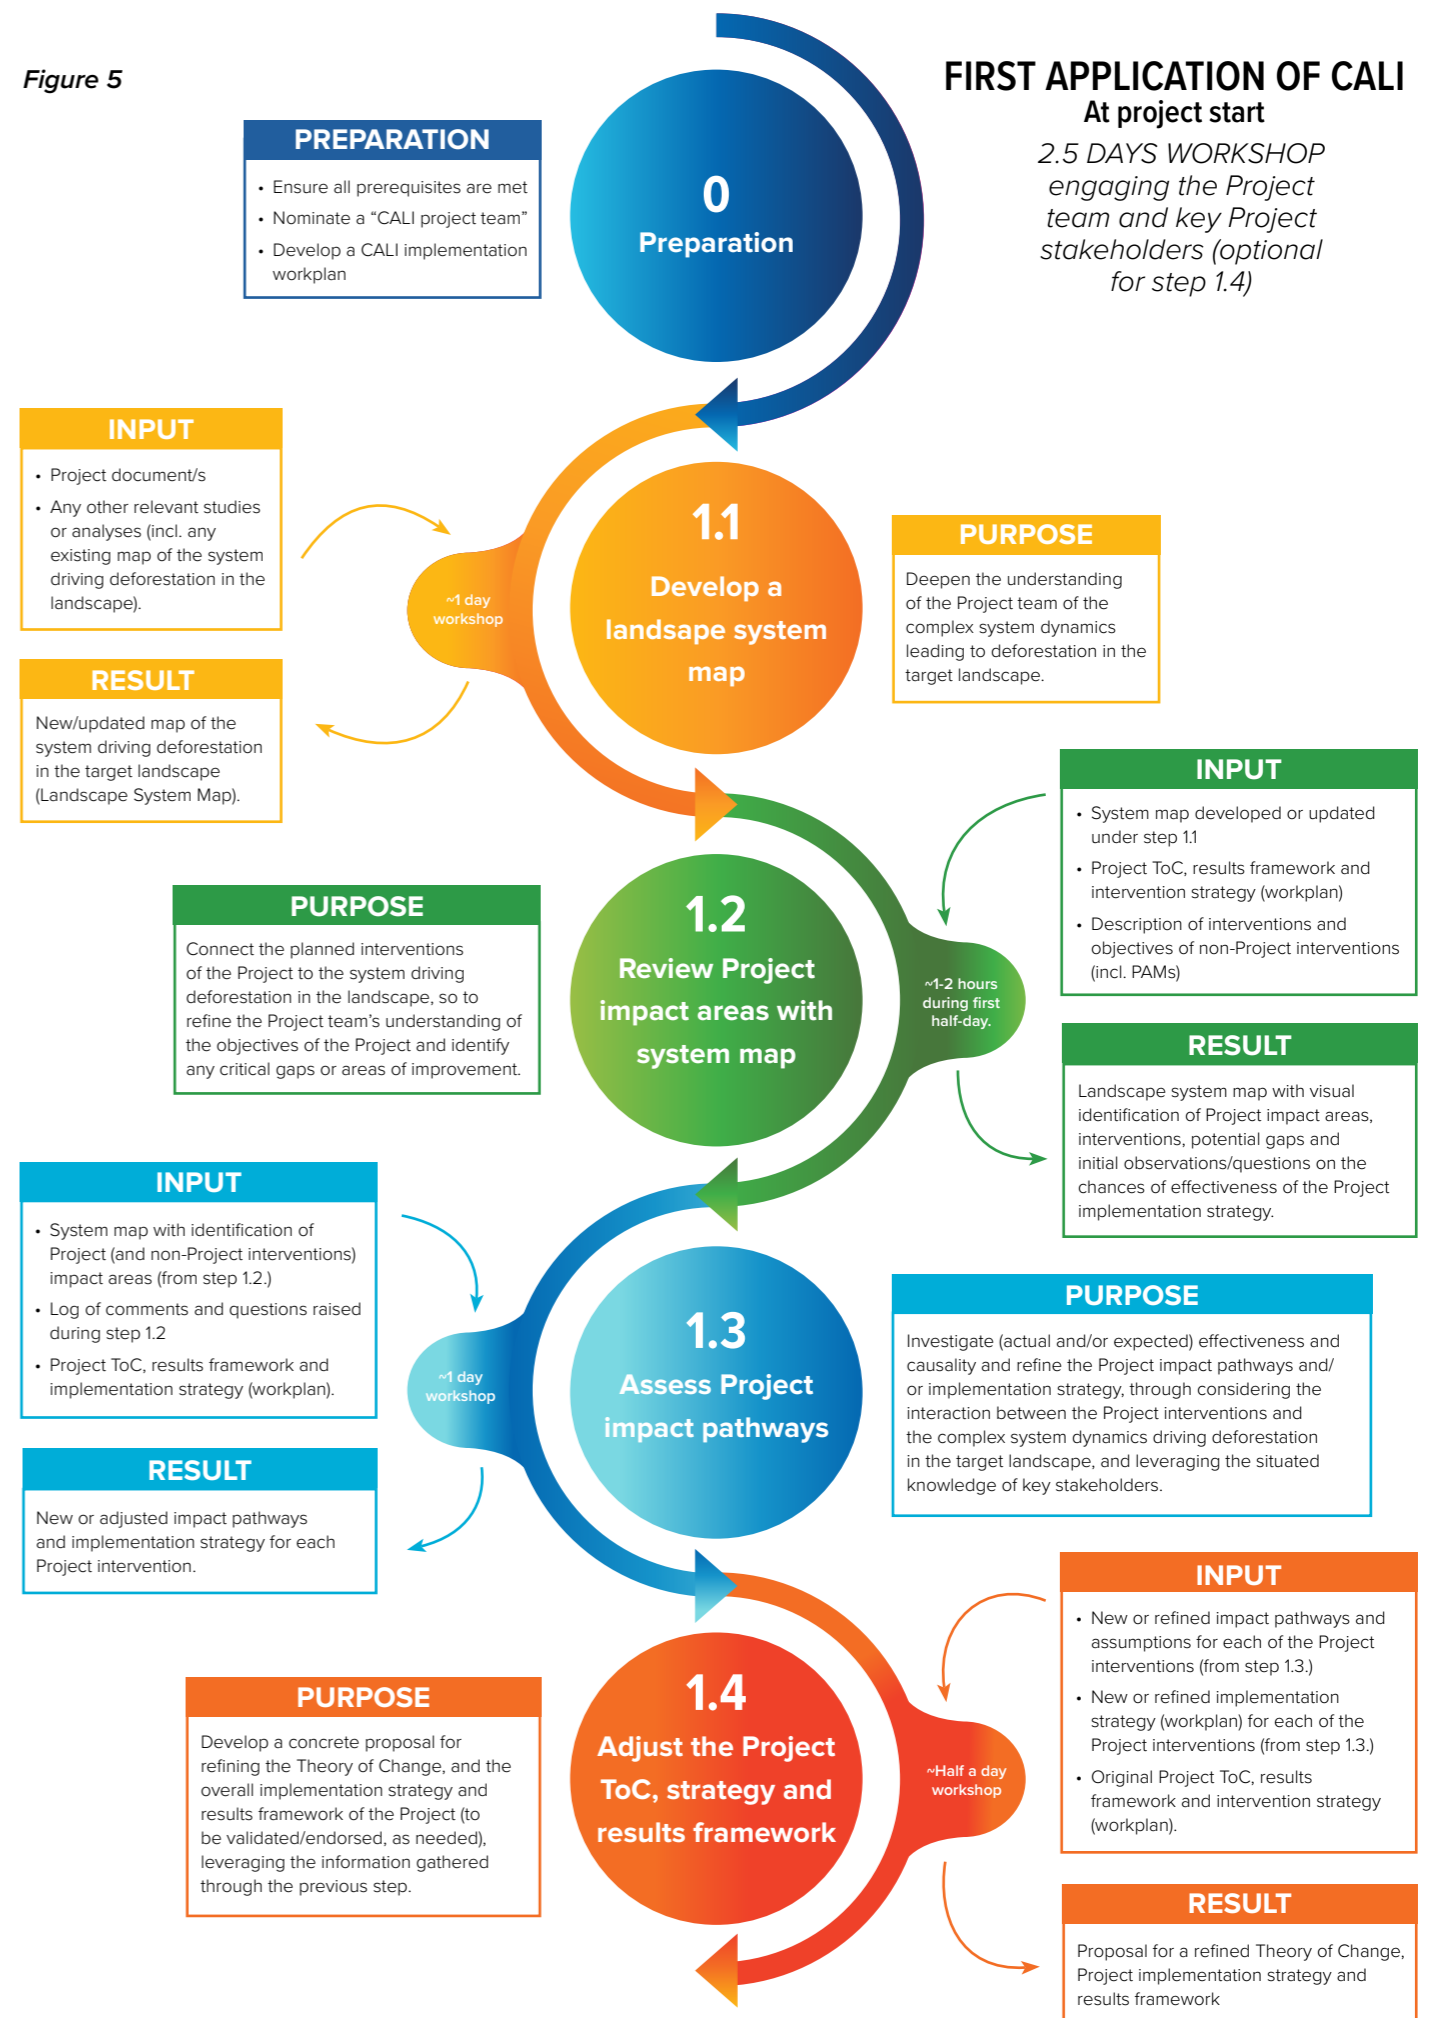 Figure 5
FIRST APPLICATION OF CALI
At project start
2.5 DAYS WORKSHOP
engaging the Project
team and key Project
stakeholders (optional
for step 1.4)
PREPARATION
• Ensure all prerequisites are met
• Nominate a “CALI project team”
• Develop a CALI implementation
workplan
0
Preparation
INPUT
• Project document/s
• Any other relevant studies
or analyses (incl. any
existing map of the system
driving deforestation in the
landscape).
~1 day
workshop
1.1
Develop a
landsape system
map
PURPOSE
Deepen the understanding
of the Project team of the
complex system dynamics
leading to deforestation in the
target landscape.
RESULT
New/updated map of the
system driving deforestation
in the target landscape
(Landscape System Map).
PURPOSE
Connect the planned interventions
of the Project to the system driving
deforestation in the landscape, so to
refine the Project team’s understanding of
the objectives of the Project and identify
any critical gaps or areas of improvement.
1.2
Review Project
impact areas with
system map
~1-2 hours
during first
half-day.
INPUT
• System map developed or updated
under step 1.1
• Project ToC, results framework and
intervention strategy (workplan)
• Description of interventions and
objectives of non-Project interventions
(incl. PAMs)
RESULT
Landscape system map with visual
identification of Project impact areas,
interventions, potential gaps and
initial observations/questions on the
chances of effectiveness of the Project
implementation strategy.
INPUT
• System map with identification of
Project (and non-Project interventions)
impact areas (from step 1.2.)
• Log of comments and questions raised
during step 1.2
• Project ToC, results framework and
implementation strategy (workplan).
~1 day
workshop
1.3
Assess Project
impact pathways
PURPOSE
Investigate (actual and/or expected) effectiveness and
causality and refine the Project impact pathways and/
or implementation strategy, through considering the
interaction between the Project interventions and
the complex system dynamics driving deforestation
in the target landscape, and leveraging the situated
knowledge of key stakeholders.
RESULT
New or adjusted impact pathways
and implementation strategy for each
Project intervention.
PURPOSE
Develop a concrete proposal for
refining the Theory of Change, and the
overall implementation strategy and
results framework of the Project (to
be validated/endorsed, as needed),
leveraging the information gathered
through the previous step.
1.4
Adjust the Project
ToC, strategy and
results framework
~Half a day
workshop
INPUT
• New or refined impact pathways and
assumptions for each of the Project
interventions (from step 1.3.)
• New or refined implementation
strategy (workplan) for each of the
Project interventions (from step 1.3.)
• Original Project ToC, results
framework and intervention strategy
(workplan).
RESULT
Proposal for a refined Theory of Change,
Project implementation strategy and
results framework